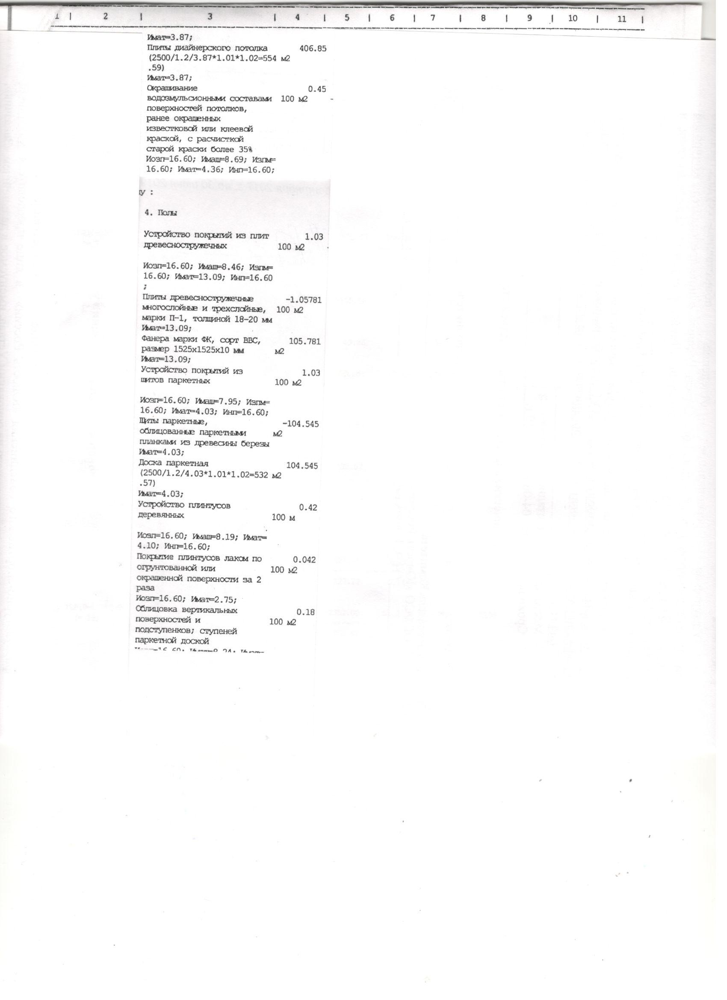 1 | 2 | 3 | 4 | 5 | 6 | 7 | 8 | 9 | 10 | 11 |
Имат=3.87;
Плиты диайнерского потолка 406.85
(2500/1.2/3.87*1.01*1.02=554 м2
.59)
Имат=3.87;
Окрашивание 0.45
водоэмульсионными составами 100 м2
поверхностей потолков,
ранее окрашенных
известковой или клеевой
краской, с расчисткой
старой краски более 35%
Иозп=16.60; Имаш=8.69; Изпм=
16.60; Имат=4.36; Инп=16.60;
у :
4. Полы
Устройство покрытий из плит 1.03
древесностружечных 100 м2
Иозп=16.60; Имаш=8.46; Изпм=
16.60; Имат=13.09; Инп=16.60
;
Плиты древесностружечные -1.05781
многослойные и трехслойные, 100 м2
марки П-1, толщиной 18-20 мм
Имат=13.09;
Фанера марки ФК, сорт ВВС, 105.781
размер 1525х1525х10 мм м2
Имат=13.09;
Устройство покрытий из 1.03
щитов паркетных 100 м2
Иозп=16.60; Имаш=7.95; Изпм=
16.60; Имат=4.03; Инп=16.60;
Щиты паркетные, -104.545
облицованные паркетными м2
планками из древесины березы
Имат=4.03;
Доска паркетная 104.545
(2500/1.2/4.03*1.01*1.02=532 м2
.57)
Имат=4.03;
Устройство плинтусов 0.42
деревянных 100 м
Иозп=16.60; Имаш=8.19; Имат=
4.10; Инп=16.60;
Покрытие плинтусов лаком по 0.042
огрунтованной или 100 м2
окрашенной поверхности за 2
раза
Иозп=16.60; Имат=2.75;
Облицовка вертикальных 0.18
поверхностей и 100 м2
подступенков; ступеней
паркетной доской